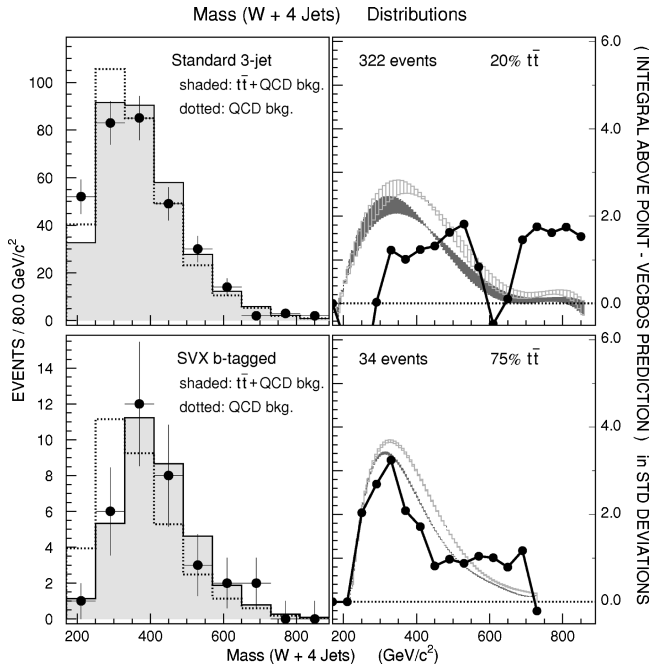 Mass (W + 4 Jets) Distributions
Standard 3-jet
shaded: tt̄+QCD bkg.
dotted: QCD bkg.
322 events 20% tt̄
100
80
60
40
20
0
6.0
4.0
2.0
0.0
SVX b-tagged
shaded: tt̄+QCD bkg.
dotted: QCD bkg.
34 events 75% tt̄
14
12
10
8
6
4
2
0
6.0
4.0
2.0
0.0
200 400 600 800 200 400 600 800
Mass (W + 4 Jets) (GeV/c²)
EVENTS / 80.0 GeV/c²
( INTEGRAL ABOVE POINT - VECBOS PREDICTION ) in STD DEVIATIONS